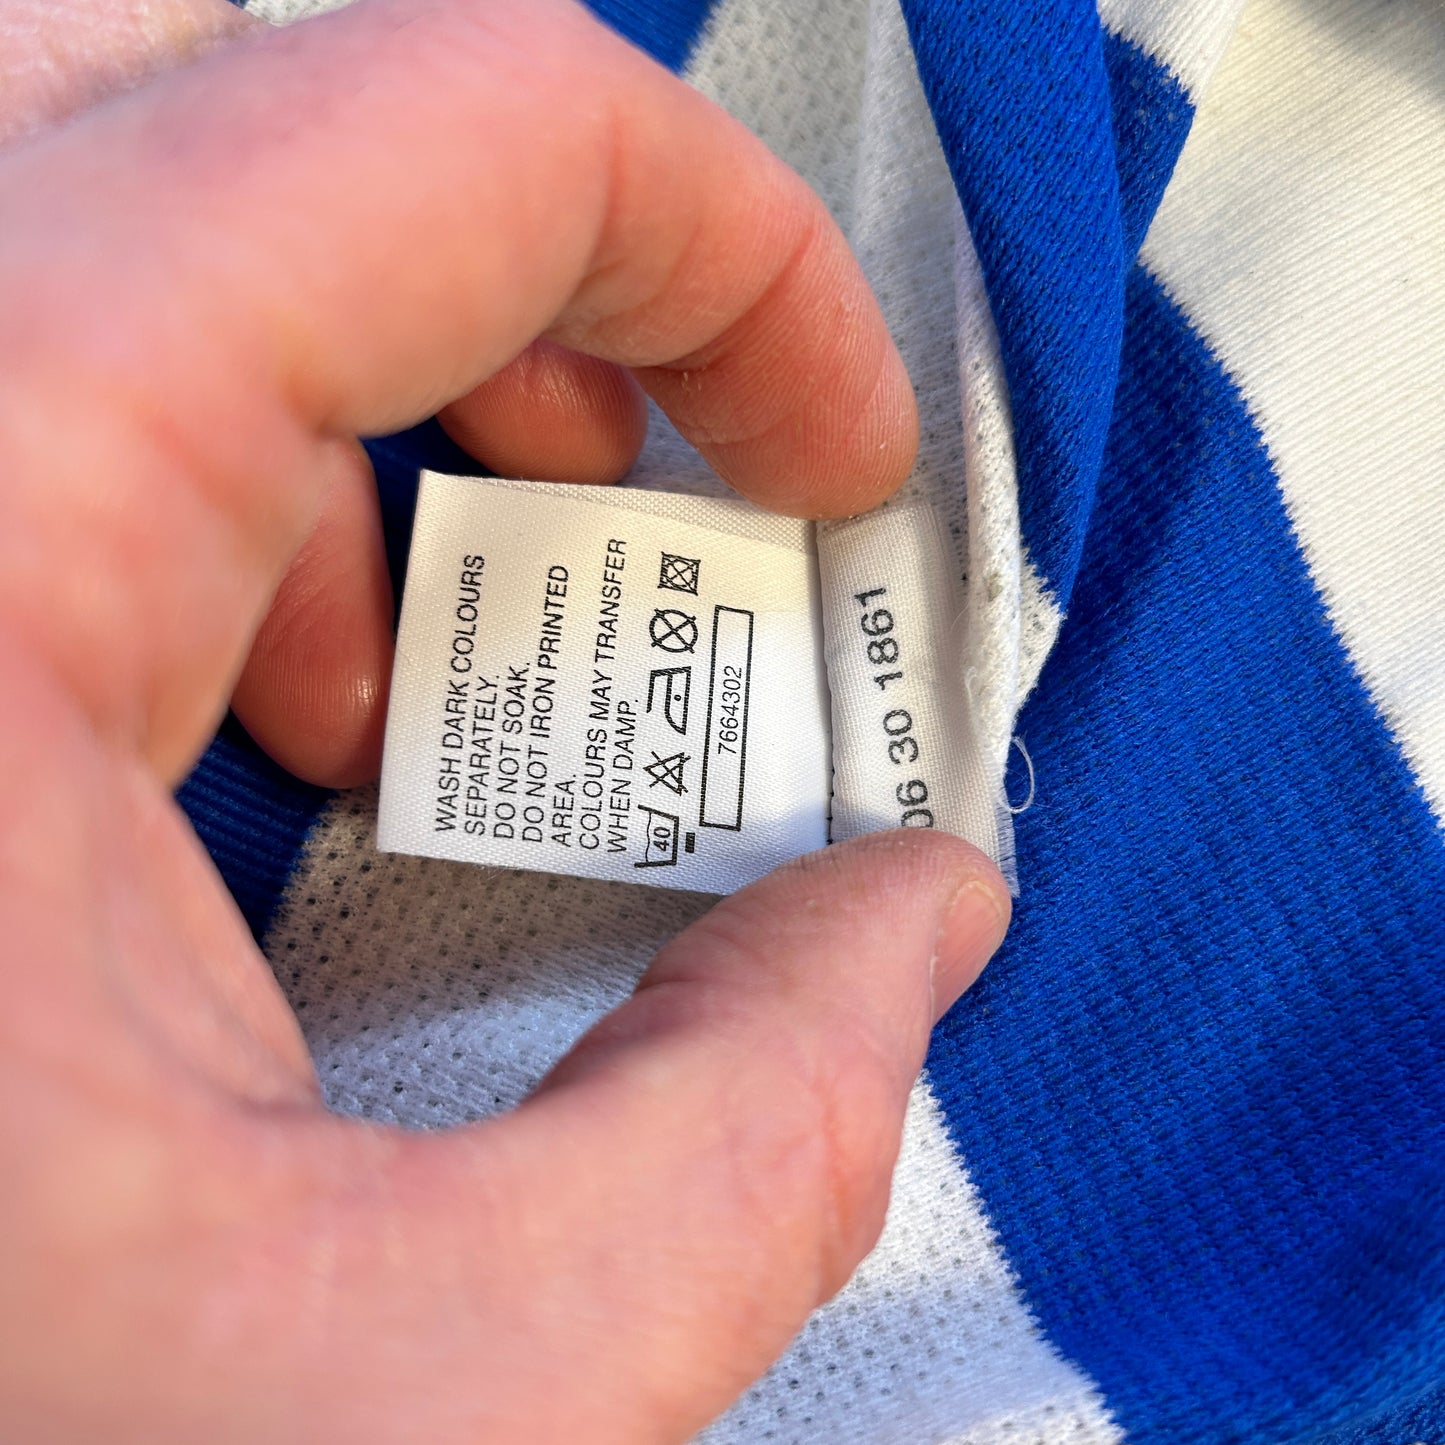 WASH DARK COLOURS
SEPARATELY.
DO NOT SOAK.
DO NOT IRON PRINTED
AREA.
COLOURS MAY TRANSFER
WHEN DAMP.
40
7664302
06 30 1861